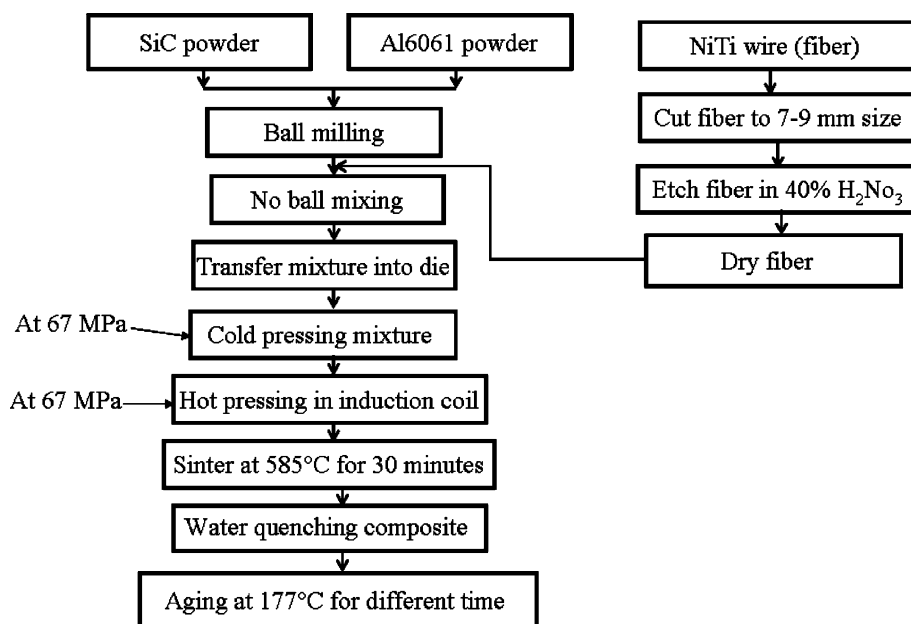 SiC powder
Al6061 powder
Ball milling
No ball mixing
Transfer mixture into die
At 67 MPa
Cold pressing mixture
At 67 MPa
Hot pressing in induction coil
Sinter at 585°C for 30 minutes
Water quenching composite
Aging at 177°C for different time
NiTi wire (fiber)
Cut fiber to 7-9 mm size
Etch fiber in 40% H₂No₃
Dry fiber